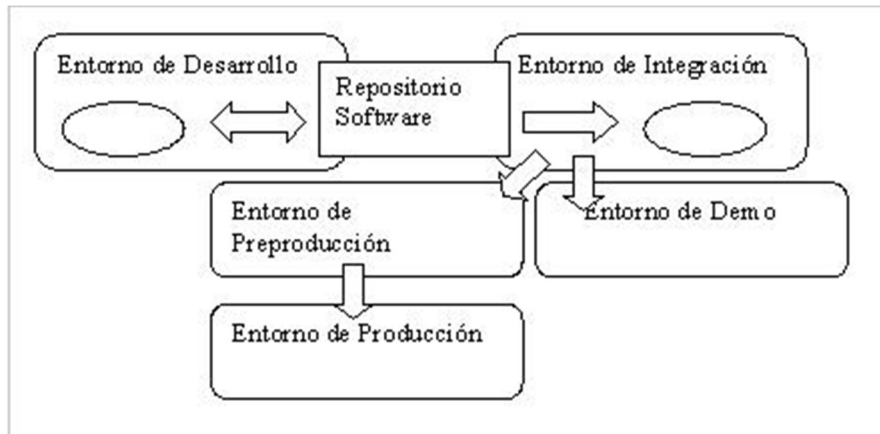 Entorno de Desarrollo
Repositorio
Software
Entorno de Integración
Entorno de
Preproducción
Entorno de Demo
Entorno de Producción